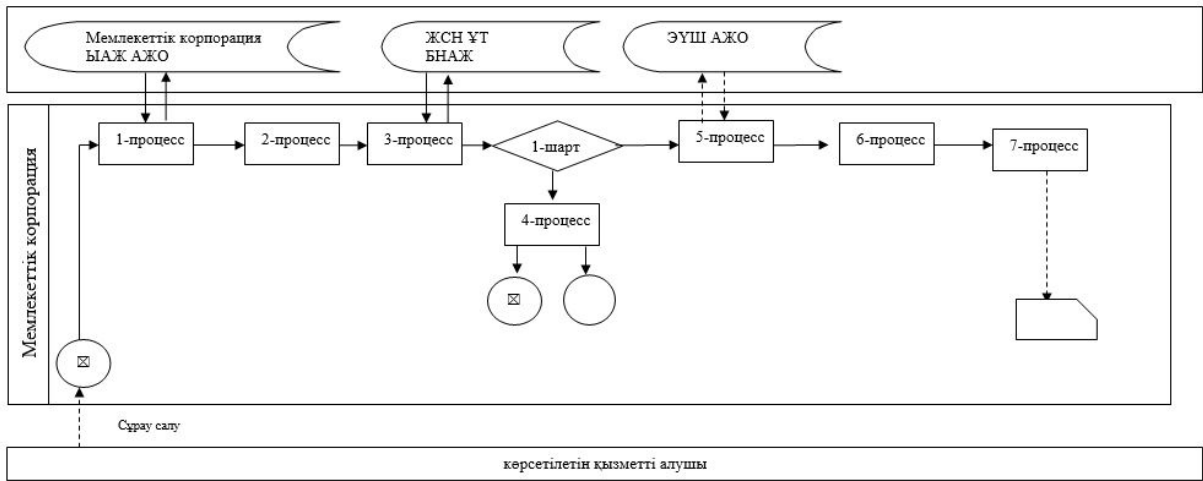 Мемлекеттік корпорация
ЫАЖ АЖО
ЖСН ҰТ
БНАЖ
ЭҮШ АЖО
Мемлекеттік корпорация
1-процесс
2-процесс
3-процесс
1-шарт
5-процесс
6-процесс
7-процесс
4-процесс
Сұрау салу
көрсетілетін қызметті алушы